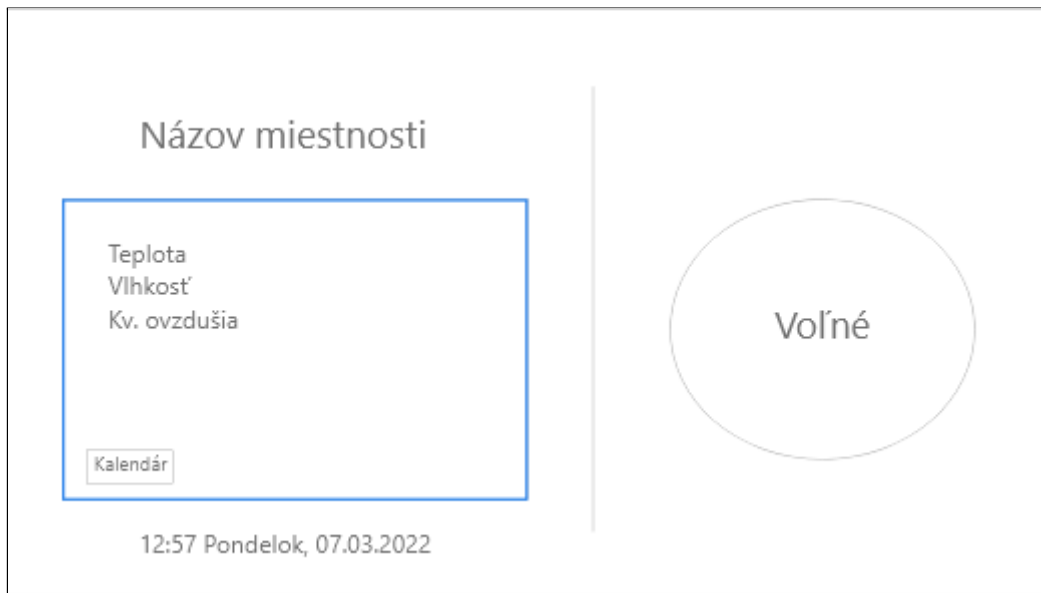 Názov miestnosti
Teplota
Vlhkosť
Kv. ovzdušia
Kalendár
12:57 Pondelok, 07.03.2022
Voľné